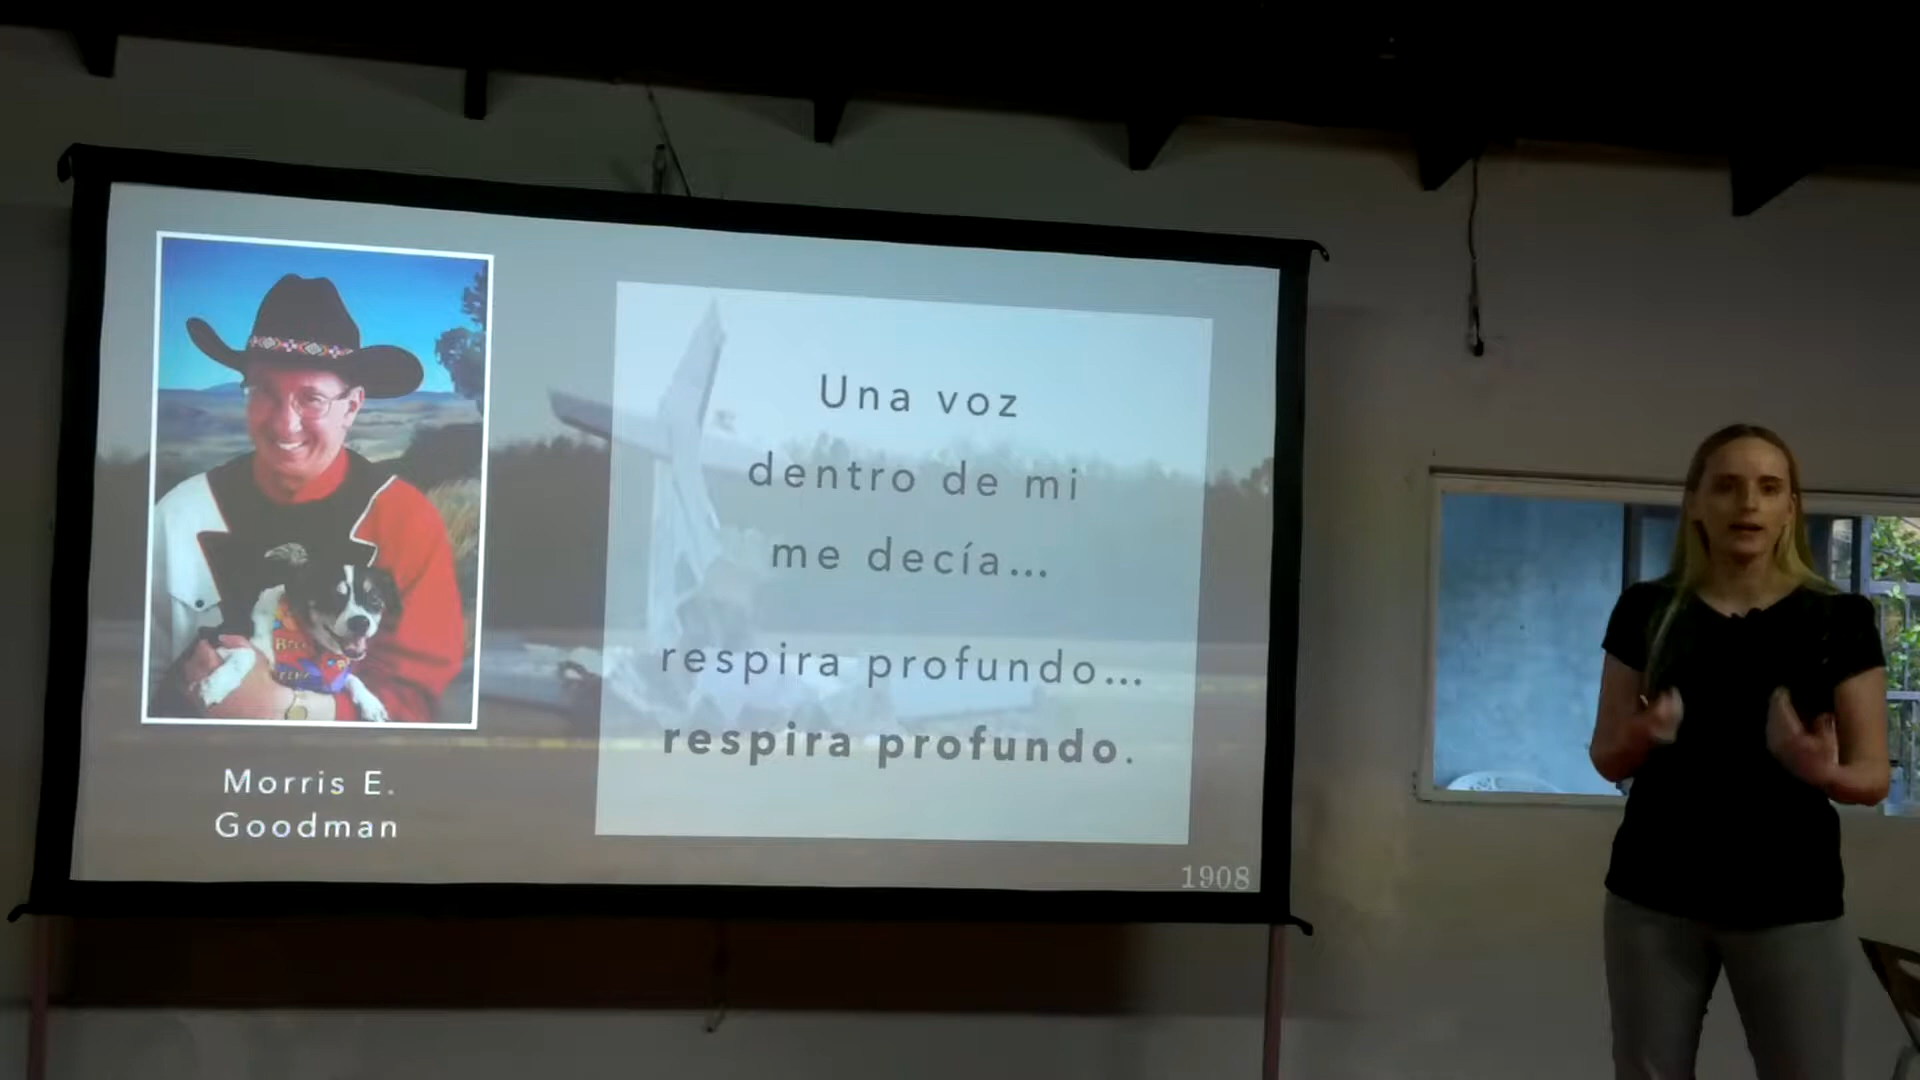 Una voz
dentro de mi
me decía...
respira profundo...
respira profundo.
Morris E.
Goodman
1908